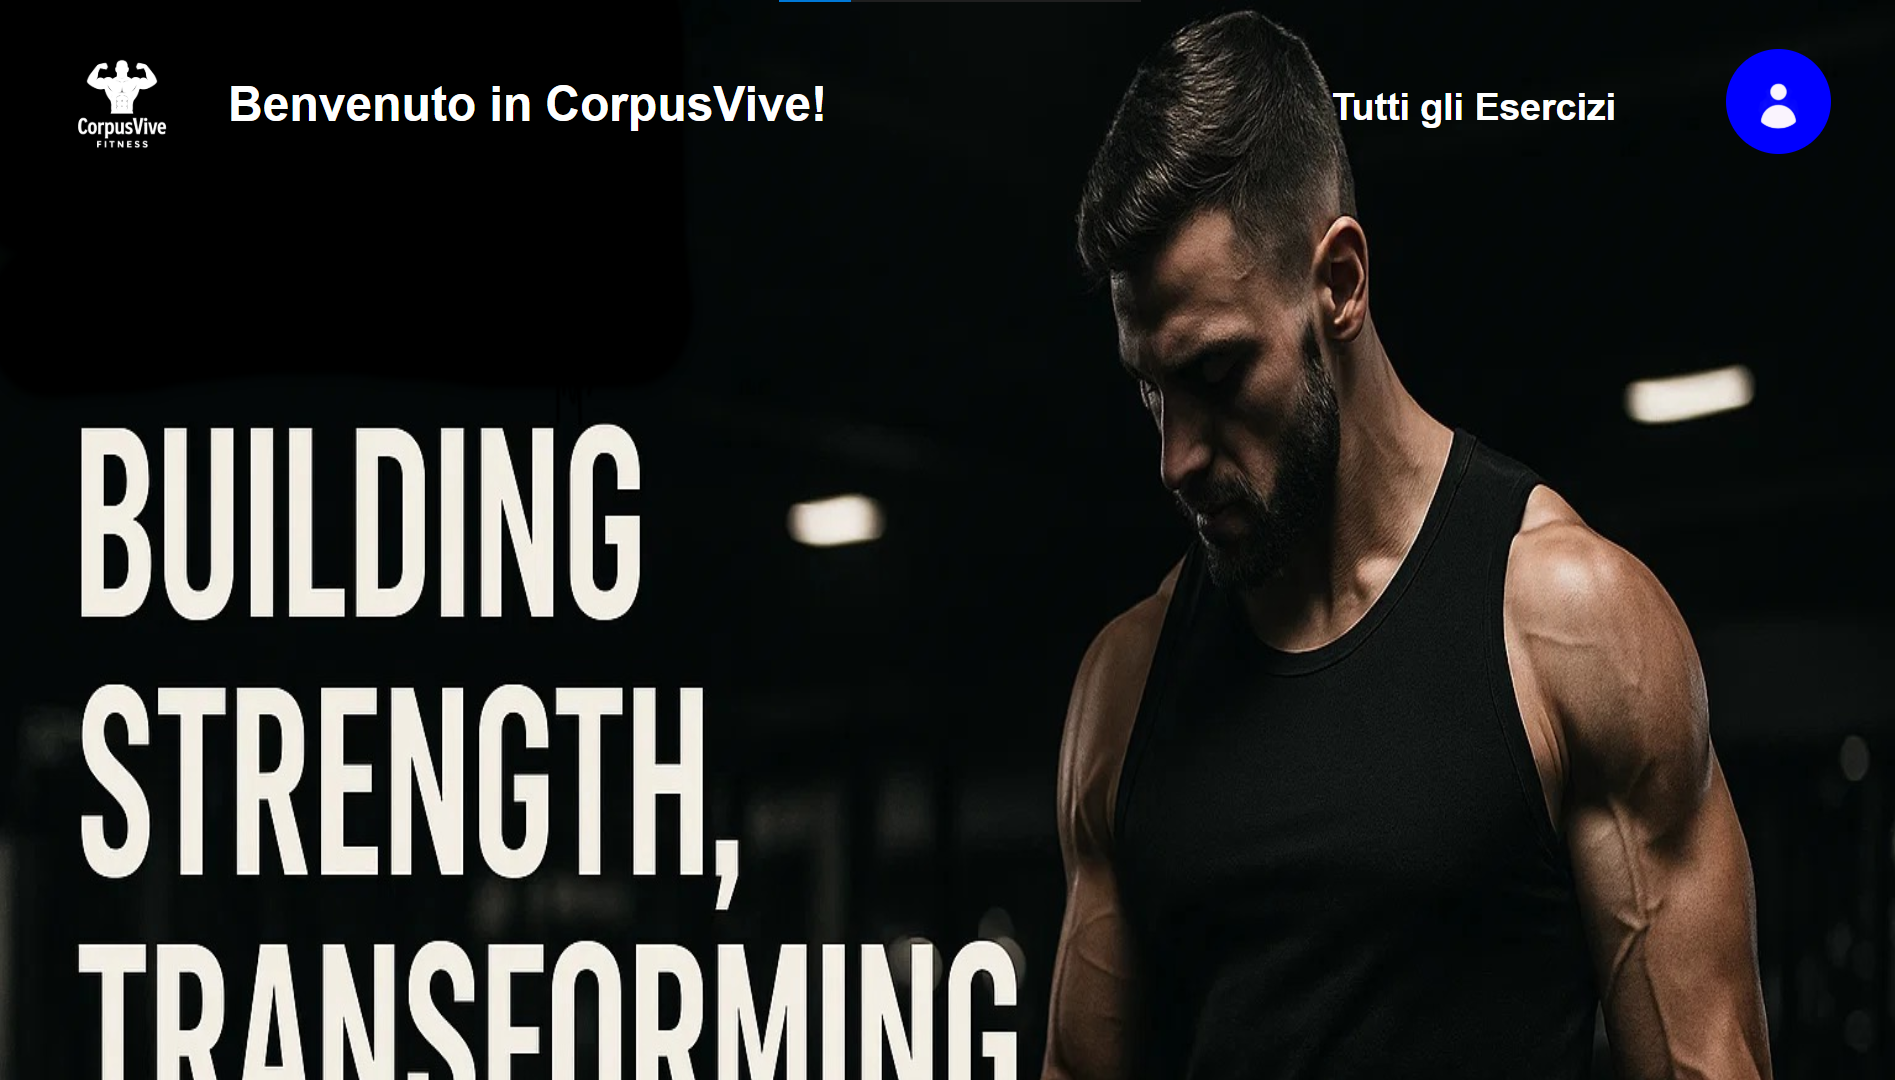 CorpusVive
FITNESS
Benvenuto in CorpusVive!
Tutti gli Esercizi
BUILDING
STRENGTH,
TRANSFORMING